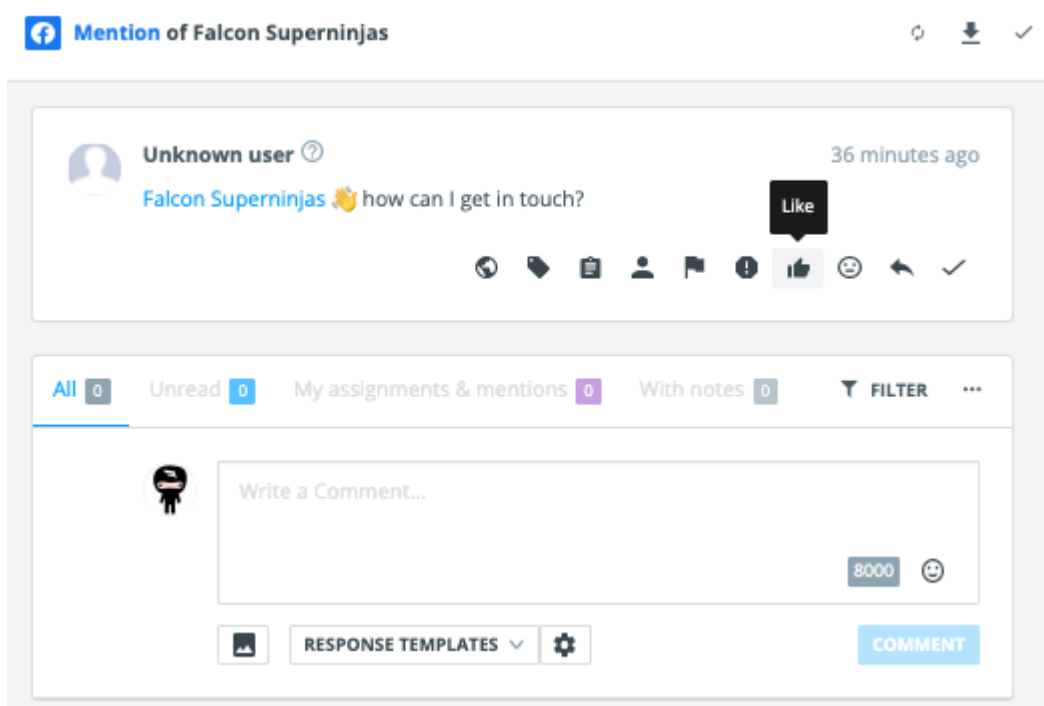 Mention of Falcon Superninjas
Unknown user
36 minutes ago
Falcon Superninjas 👋 how can I get in touch?
Like
All 0
Unread 0
My assignments & mentions 0
With notes 0
FILTER
Write a Comment...
8000
RESPONSE TEMPLATES
COMMENT